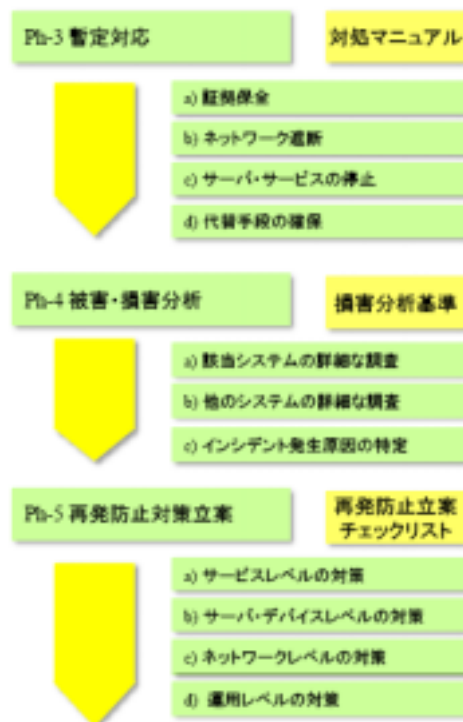 Ph-3 暫定対応
対処マニュアル
a) 証拠保全
b) ネットワーク遮断
c) サーバ・サービスの停止
d) 代替手段の確保
Ph-4 被害・損害分析
損害分析基準
a) 該当システムの詳細な調査
b) 他のシステムの詳細な調査
c) インシデント発生原因の特定
Ph-5 再発防止対策立案
再発防止立案
チェックリスト
a) サービスレベルの対策
b) サーバ・デバイスレベルの対策
c) ネットワークレベルの対策
d) 運用レベルの対策